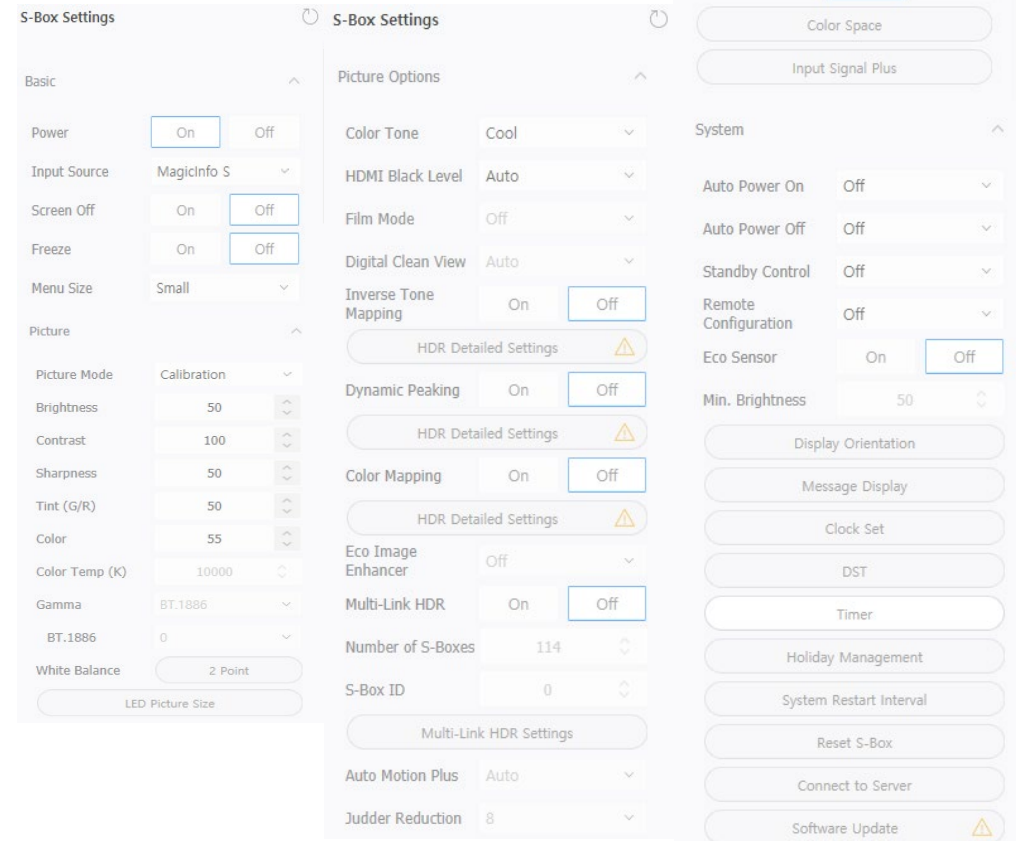 S-Box Settings
Basic
Power On Off
Input Source MagicInfo S
Screen Off On Off
Freeze On Off
Menu Size Small
Picture
Picture Mode Calibration
Brightness 50
Contrast 100
Sharpness 50
Tint (G/R) 50
Color 55
Color Temp (K) 10000
Gamma BT.1886
BT.1886 0
White Balance 2 Point
LED Picture Size
S-Box Settings
Picture Options
Color Tone Cool
HDMI Black Level Auto
Film Mode Off
Digital Clean View Auto
Inverse Tone
Mapping On Off
HDR Detailed Settings
Dynamic Peaking On Off
HDR Detailed Settings
Color Mapping On Off
HDR Detailed Settings
Eco Image
Enhancer Off
Multi-Link HDR On Off
Number of S-Boxes 114
S-Box ID 0
Multi-Link HDR Settings
Auto Motion Plus Auto
Judder Reduction 8
Color Space
Input Signal Plus
System
Auto Power On Off
Auto Power Off Off
Standby Control Off
Remote
Configuration Off
Eco Sensor On Off
Min. Brightness 50
Display Orientation
Message Display
Clock Set
DST
Timer
Holiday Management
System Restart Interval
Reset S-Box
Connect to Server
Software Update